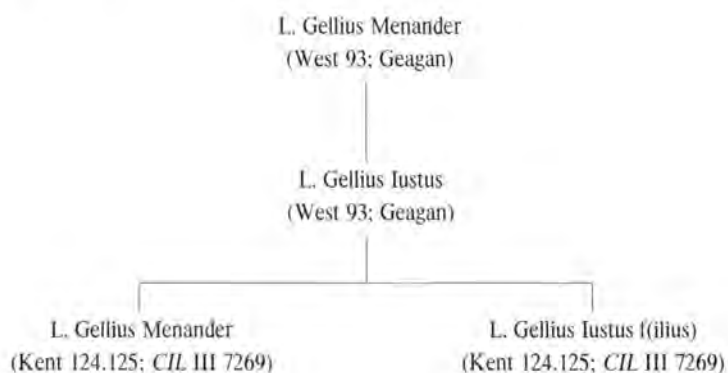 L. Gellius Menander
(West 93; Geagan)
L. Gellius Iustus
(West 93; Geagan)
L. Gellius Menander
(Kent 124.125; CIL III 7269)
L. Gellius Iustus f(ilius)
(Kent 124.125; CIL III 7269)